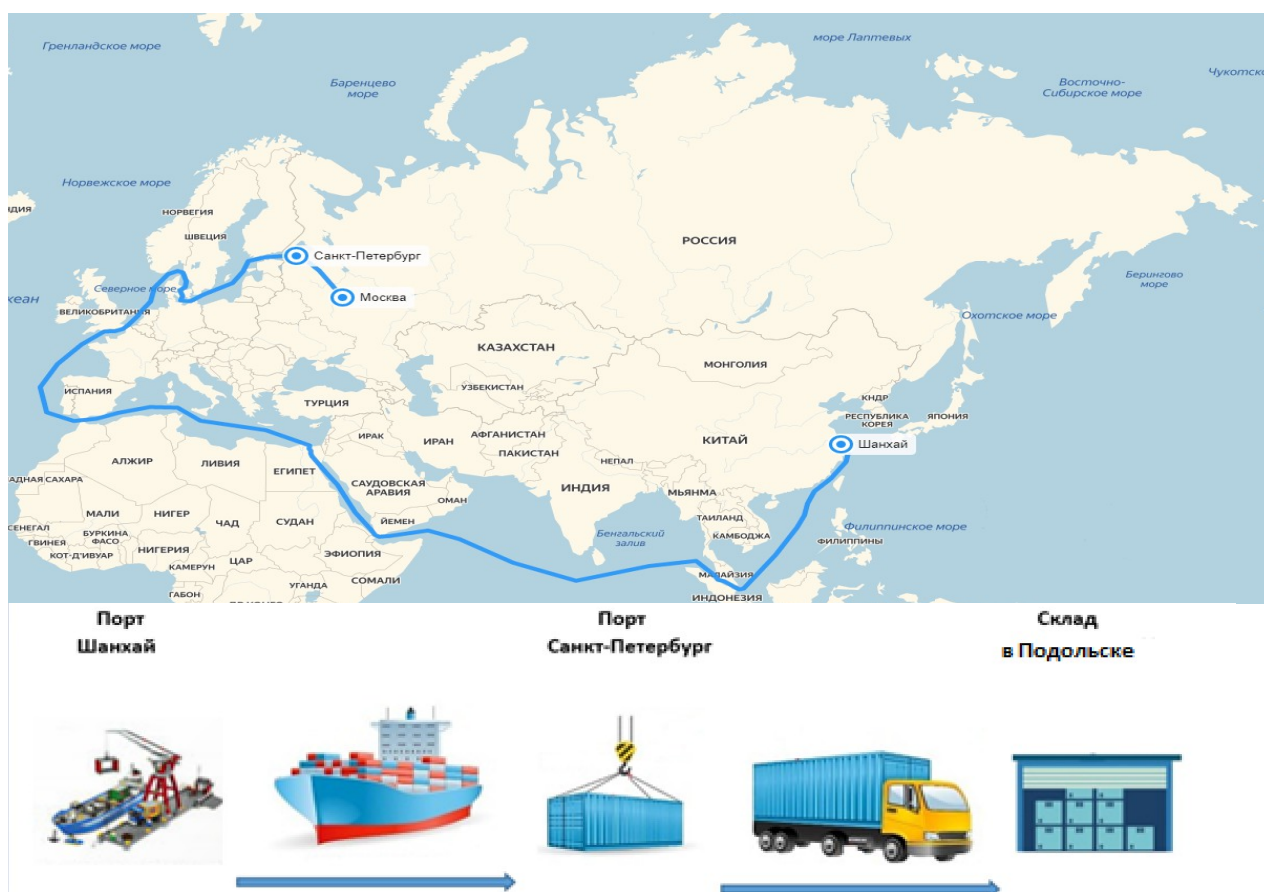 Гренландское море
море Лаптевых
Чукотск
Баренцево
море
Восточно-
Сибирское море
Норвежское море
ндия
НОРВЕГИЯ
ШВЕЦИЯ
РОССИЯ
Санкт-Петербург
Берингово
море
Северное море
Москва
кеан
ВЕЛИКОБРИТАНИЯ
Охотское море
КАЗАХСТАН
МОНГОЛИЯ
ИСПАНИЯ
УЗБЕКИСТАН
ТУРЦИЯ
КНДР
РЕСПУБЛИКА
КОРЕЯ
ЯПОНИЯ
ИРАК
ИРАН
АФГАНИСТАН
ПАКИСТАН
КИТАЙ
Шанхай
АЛЖИР
ЛИВИЯ
ЕГИПЕТ
НЕПАЛ
АДНАЯ САХАРА
САУДОВСКАЯ
АРАВИЯ
ОМАН
ИНДИЯ
МЬЯНМА
МАЛИ
НИГЕР
ЧАД
СУДАН
ЙЕМЕН
ТАИЛАНД
КАМБОДЖА
СЕНЕГАЛ
ГВИНЕЯ
БУРКИНА
ФАСО
Бенгальский
залив
Филиппинское море
ФИЛИППИНЫ
КОТ-Д'ИВУАР
НИГЕРИЯ
ЦАР
ЭФИОПИЯ
КАМЕРУН
СОМАЛИ
УГАНДА
ГАБОН
МАЛАЙЗИЯ
ИНДОНЕЗИЯ
Порт
Шанхай
Порт
Санкт-Петербург
Склад
в Подольске